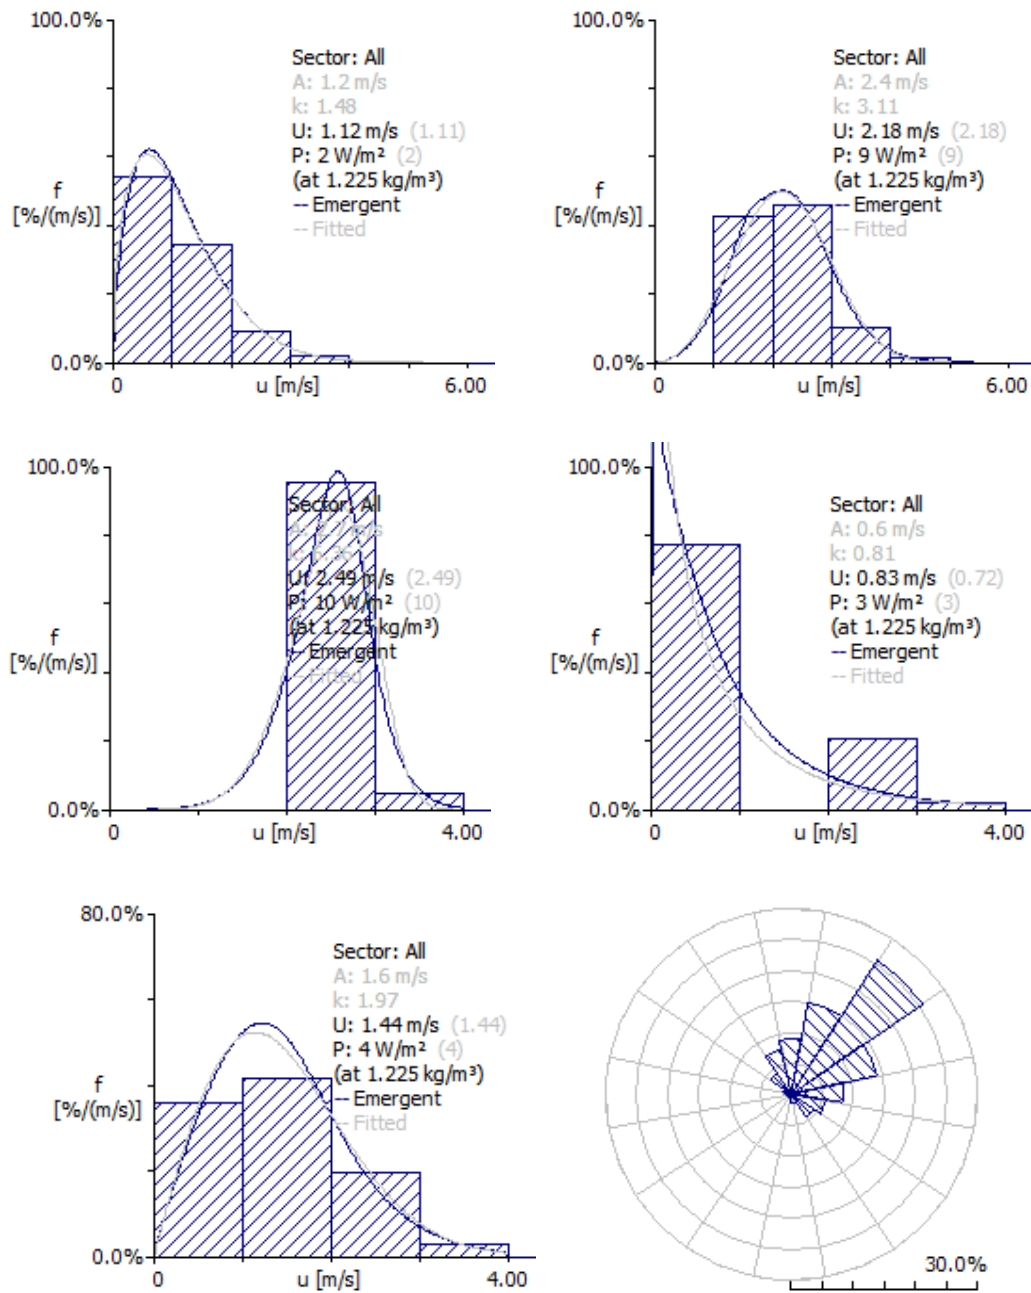 100.0%
Sector: All
A: 1.2 m/s
k: 1.48
U: 1.12 m/s (1.11)
P: 2 W/m² (2)
(at 1.225 kg/m³)
-- Emergent
-- Fitted
f
[%/(m/s)]
0.0%
0 u [m/s] 6.00
100.0%
Sector: All
A: 2.4 m/s
k: 3.11
U: 2.18 m/s (2.18)
P: 9 W/m² (9)
(at 1.225 kg/m³)
-- Emergent
-- Fitted
f
[%/(m/s)]
0.0%
0 u [m/s] 6.00
100.0%
Sector: All
A: m/s
k:
U: 2.49 m/s (2.49)
P: 10 W/m² (10)
(at 1.225 kg/m³)
-- Emergent
-- Fitted
f
[%/(m/s)]
0.0%
0 u [m/s] 4.00
100.0%
Sector: All
A: 0.6 m/s
k: 0.81
U: 0.83 m/s (0.72)
P: 3 W/m² (3)
(at 1.225 kg/m³)
-- Emergent
-- Fitted
f
[%/(m/s)]
0.0%
0 u [m/s] 4.00
80.0%
Sector: All
A: 1.6 m/s
k: 1.97
U: 1.44 m/s (1.44)
P: 4 W/m² (4)
(at 1.225 kg/m³)
-- Emergent
-- Fitted
f
[%/(m/s)]
0.0%
0 u [m/s] 4.00
30.0%